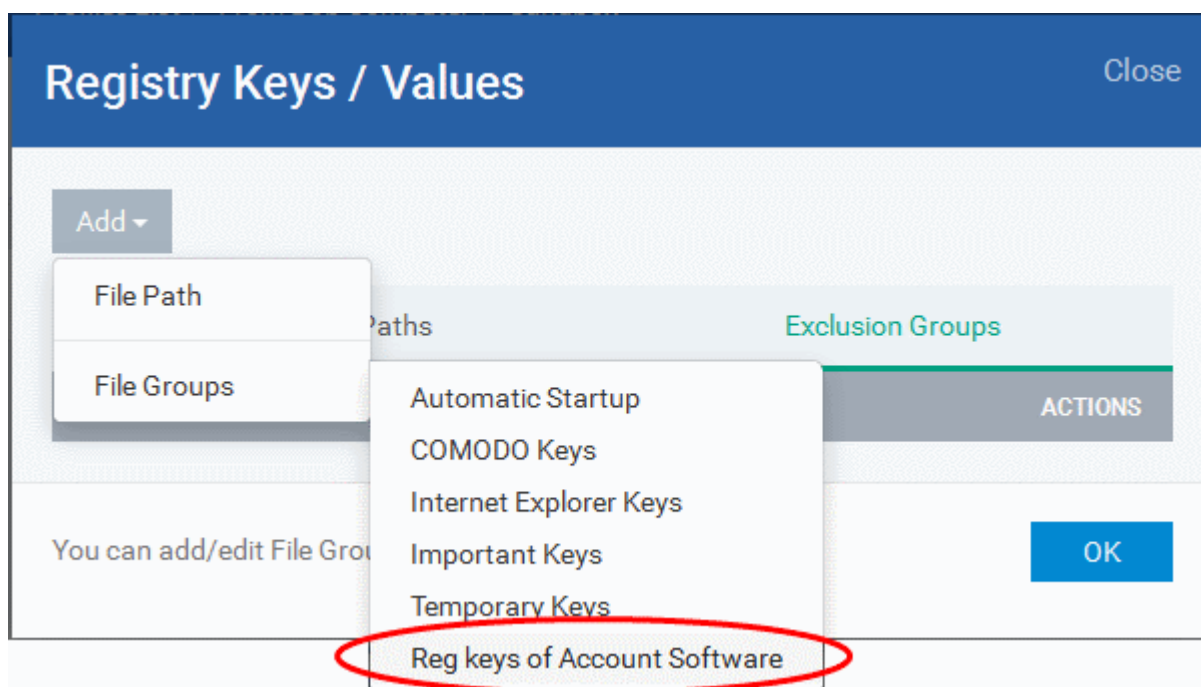 Registry Keys / Values
Close
Add
File Path
Paths
Exclusion Groups
File Groups
Automatic Startup
ACTIONS
COMODO Keys
Internet Explorer Keys
You can add/edit File Grou
Important Keys
OK
Temporary Keys
Reg keys of Account Software